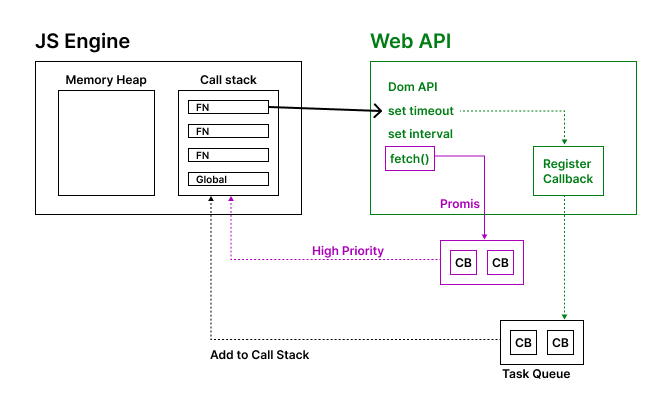 JS Engine
Web API
Memory Heap
Call stack
FN
FN
FN
Global
Dom API
set timeout
set interval
fetch()
Register
Callback
Promis
High Priority
CB
CB
CB
CB
Add to Call Stack
Task Queue